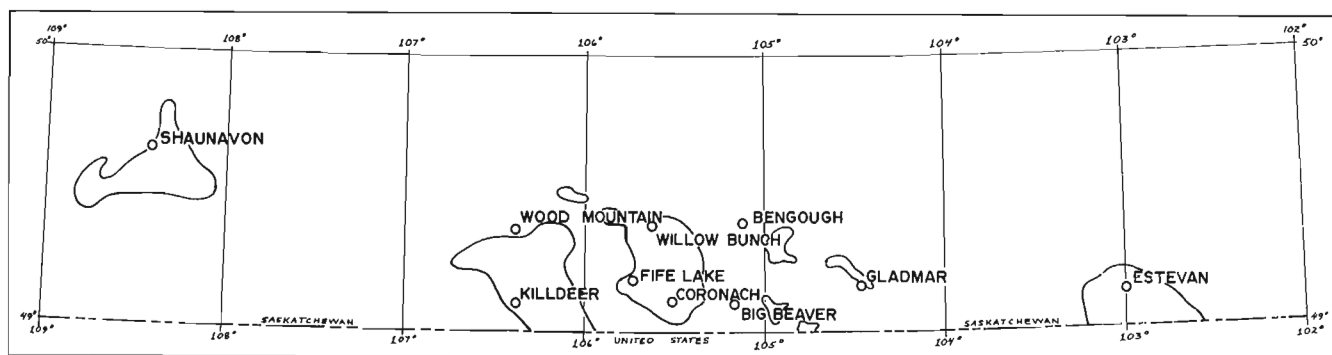 109° 108° 107° 106° 105° 104° 103° 102°
50° 50°
SHAUNAVON
WOOD MOUNTAIN
BENGOUGH
WILLOW BUNCH
FIFE LAKE
GLADMAR
ESTEVAN
KILLDEER
CORONACH
BIG BEAVER
49° 49°
SASKATCHEWAN SASKATCHEWAN
UNITED STATES
109° 108° 107° 106° 105° 104° 103° 102°